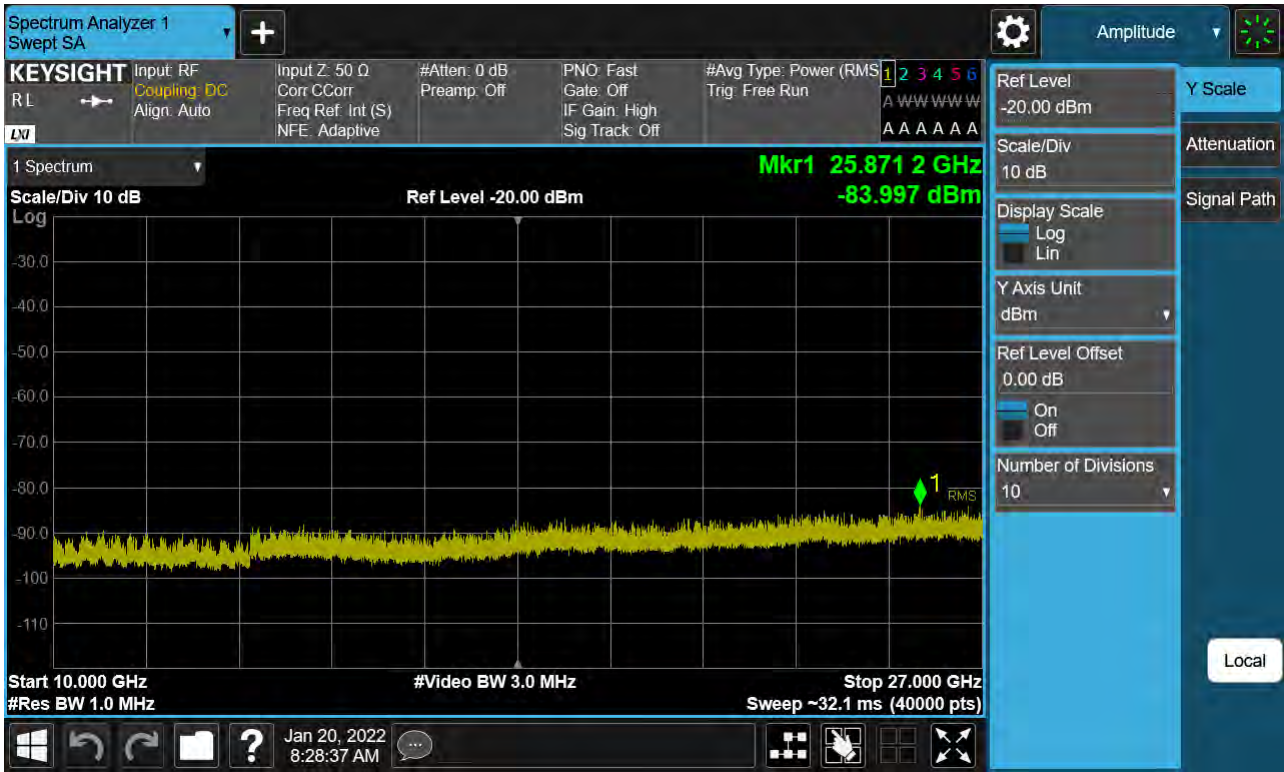 Spectrum Analyzer 1
Swept SA
+
Amplitude
KEYSIGHT
RL
LXI
Input: RF
Coupling: DC
Align: Auto
Input Z: 50 Ω
Corr CCorr
Freq Ref: Int (S)
NFE: Adaptive
#Atten: 0 dB
Preamp: Off
PNO: Fast
Gate: Off
IF Gain: High
Sig Track: Off
#Avg Type: Power (RMS
Trig: Free Run
1 2 3 4 5 6
A W W W W W
A A A A A A
1 Spectrum
Mkr1 25.871 2 GHz
Scale/Div 10 dB
Ref Level -20.00 dBm
-83.997 dBm
Log
-30.0
-40.0
-50.0
-60.0
-70.0
-80.0
-90.0
-100
-110
1
RMS
Start 10.000 GHz
#Video BW 3.0 MHz
Stop 27.000 GHz
#Res BW 1.0 MHz
Sweep ~32.1 ms (40000 pts)
Ref Level
-20.00 dBm
Scale/Div
10 dB
Display Scale
Log
Lin
Y Axis Unit
dBm
Ref Level Offset
0.00 dB
On
Off
Number of Divisions
10
Y Scale
Attenuation
Signal Path
Local
?
Jan 20, 2022
8:28:37 AM